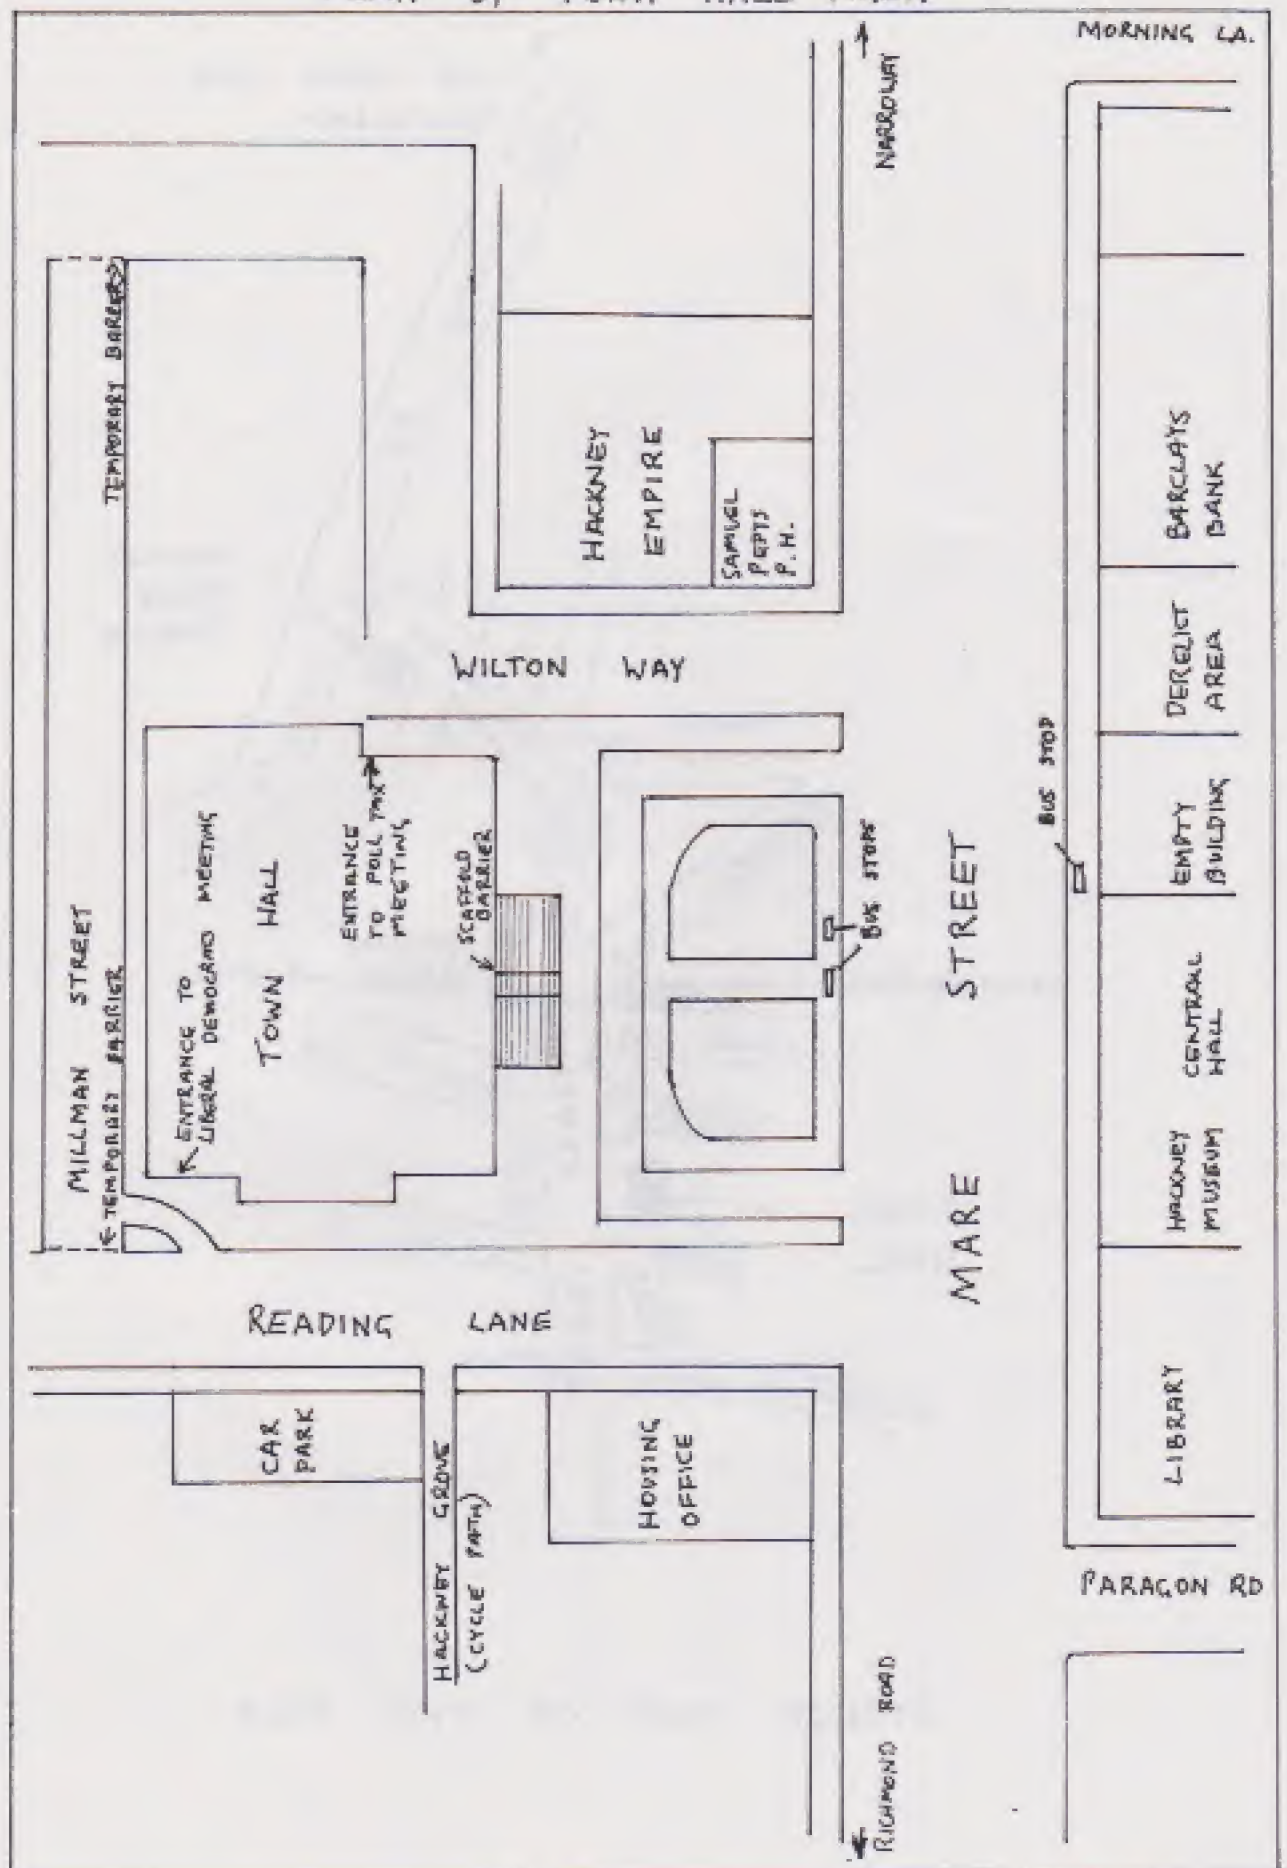 TOWN HALL
MORNING LA.
NARROWAY
MILLMAN STREET
TEMPORARY BARRIER
TEMPORARY BARRIER
ENTRANCE TO
LIBERAL DEMOCRATS MEETING
TOWN HALL
ENTRANCE
TO POLL TAX
MEETING
SCAFFOLD
BARRIER
HACKNEY
EMPIRE
SAMUEL
PEPYS
P.H.
WILTON WAY
BUS STOPS
READING LANE
CAR
PARK
HACKNEY GROVE
(CYCLE PATH)
HOUSING
OFFICE
MARE STREET
RICHMOND ROAD
BUS STOP
BARCLAYS
BANK
DERELICT
AREA
EMPTY
BUILDING
CENTRAL
HALL
HACKNEY
MUSEUM
LIBRARY
PARAGON RD